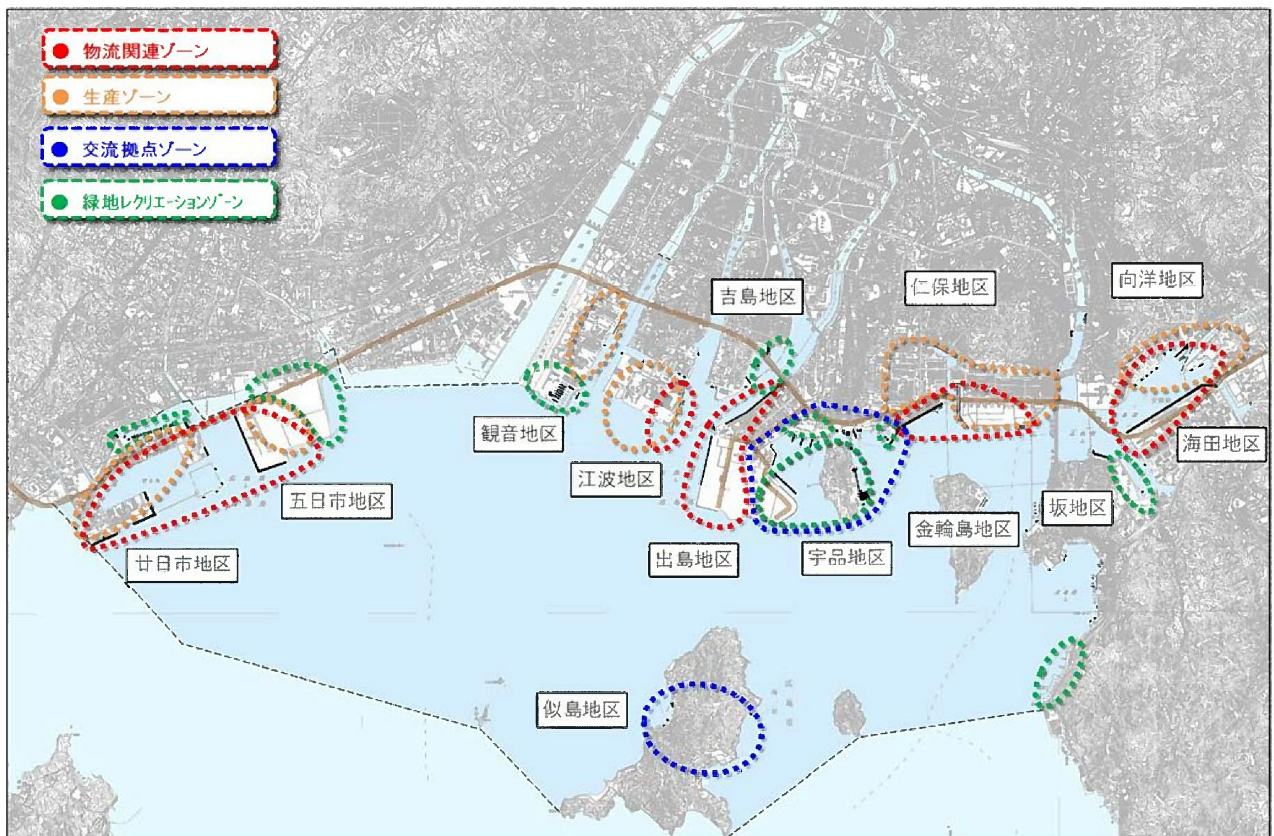 物流関連ゾーン
生産ゾーン
交流拠点ゾーン
緑地レクリエーションゾーン
吉島地区
仁保地区
向洋地区
観音地区
江波地区
海田地区
五日市地区
坂地区
金輪島地区
廿日市地区
出島地区
宇品地区
似島地区